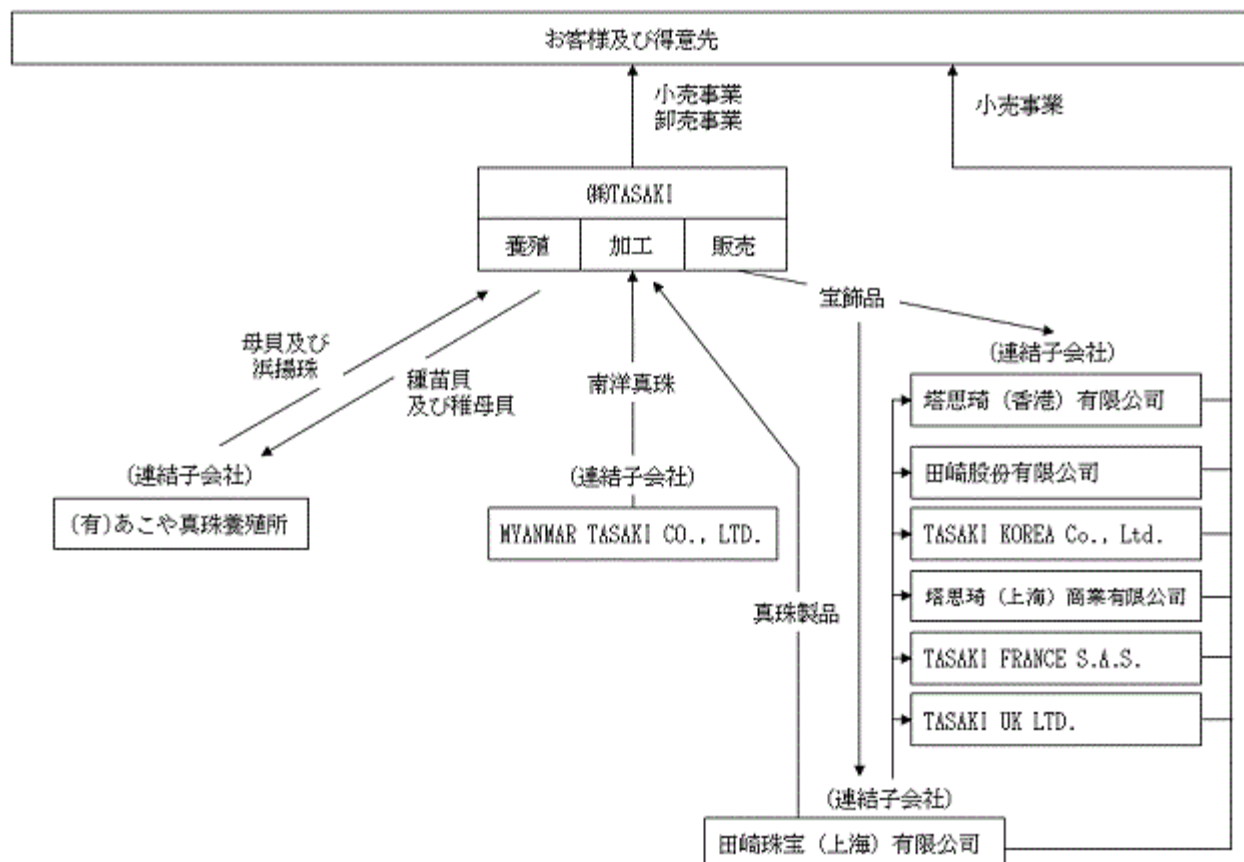 お客様及び得意先
小売事業
卸売事業
小売事業
㈱TASAKI
養殖
加工
販売
宝飾品
母貝及び
浜揚珠
種苗貝
及び稚母貝
南洋真珠
(連結子会社)
塔思琦（香港）有限公司
田崎股份有限公司
TASAKI KOREA Co., Ltd.
塔思琦（上海）商業有限公司
TASAKI FRANCE S.A.S.
TASAKI UK LTD.
(連結子会社)
(有)あこや真珠養殖所
(連結子会社)
MYANMAR TASAKI CO., LTD.
真珠製品
(連結子会社)
田崎珠宝（上海）有限公司